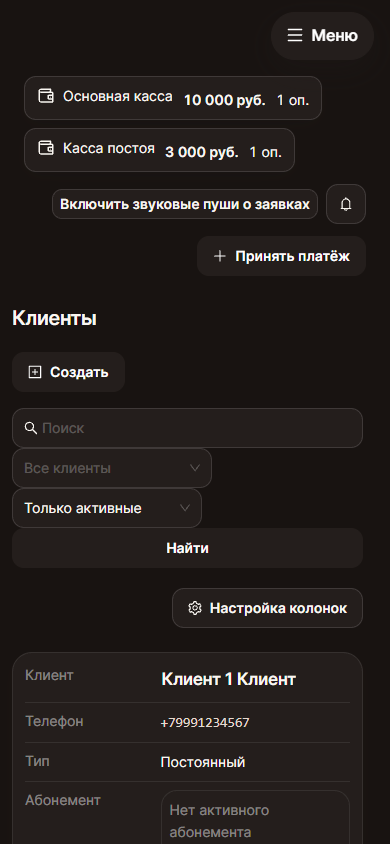 Меню
Основная касса 10 000 руб. 1 оп.
Касса постоя 3 000 руб. 1 оп.
Включить звуковые пуши о заявках
Принять платёж
Клиенты
Создать
Поиск
Все клиенты
Только активные
Найти
Настройка колонок
Клиент Клиент 1 Клиент
Телефон +79991234567
Тип Постоянный
Абонемент Нет активного
абонемента